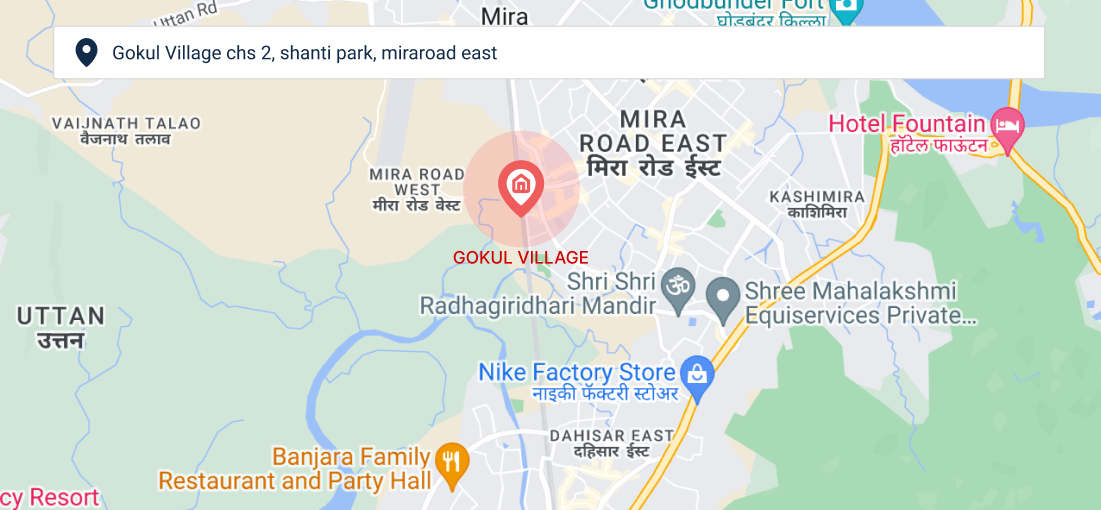 Uttan Rd
Mira
Ghodbunder Fort
घोडबंदर किल्ला
Gokul Village chs 2, shanti park, miraroad east
VAIJNATH TALAO
वैजनाथ तलाव
MIRA
ROAD EAST
मिरा रोड ईस्ट
Hotel Fountain
हॉटेल फाऊंटन
MIRA ROAD
WEST
मीरा रोड वेस्ट
KASHIMIRA
काशिमिरा
GOKUL VILLAGE
Shri Shri
Radhagiridhari Mandir
Shree Mahalakshmi
Equiservices Private...
UTTAN
उत्तन
Nike Factory Store
नाइकी फॅक्टरी स्टोअर
DAHISAR EAST
दहिसार ईस्ट
Banjara Family
Restaurant and Party Hall
cy Resort